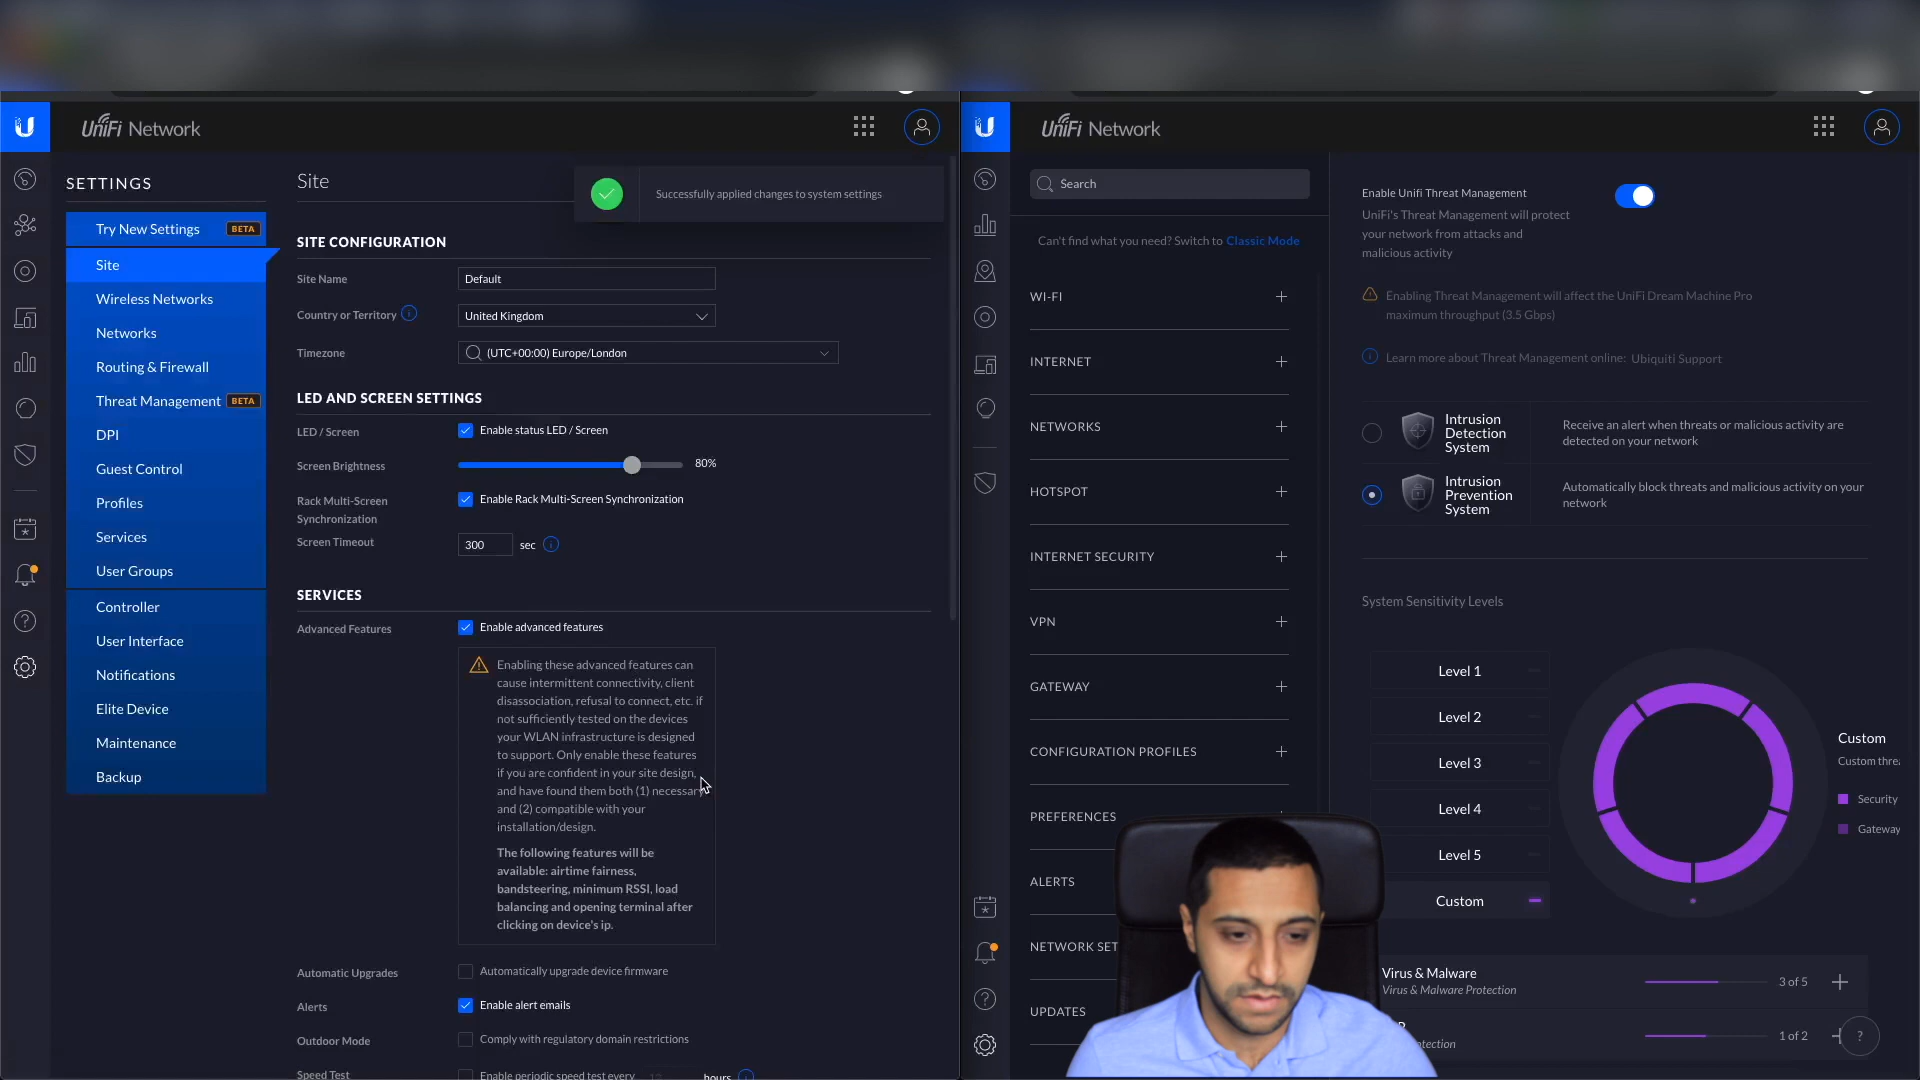 UniFi Network
SETTINGS
Try New Settings BETA
Site
Wireless Networks
Networks
Routing & Firewall
Threat Management BETA
DPI
Guest Control
Profiles
Services
User Groups
Controller
User Interface
Notifications
Elite Device
Maintenance
Backup
Site
Successfully applied changes to system settings
SITE CONFIGURATION
Site Name Default
Country or Territory United Kingdom
Timezone (UTC+00:00) Europe/London
LED AND SCREEN SETTINGS
LED / Screen Enable status LED / Screen
Screen Brightness 80%
Rack Multi-Screen
Synchronization
Enable Rack Multi-Screen Synchronization
Screen Timeout 300 sec
SERVICES
Advanced Features Enable advanced features
Enabling these advanced features can
cause intermittent connectivity, client
disassociation, refusal to connect, etc. if
not sufficiently tested on the devices
your WLAN infrastructure is designed
to support. Only enable these features
if you are confident in your site design,
and have found them both (1) necessary
and (2) compatible with your
installation/design.
The following features will be
available: airtime fairness,
bandsteering, minimum RSSI, load
balancing and opening terminal after
clicking on device's ip.
Automatic Upgrades Automatically upgrade device firmware
Alerts Enable alert emails
Outdoor Mode Comply with regulatory domain restrictions
Speed Test Enable periodic speed test every hours
UniFi Network
Search
Can't find what you need? Switch to Classic Mode
WI-FI
INTERNET
NETWORKS
HOTSPOT
INTERNET SECURITY
VPN
GATEWAY
CONFIGURATION PROFILES
PREFERENCES
ALERTS
NETWORK SET
UPDATES
Enable Unifi Threat Management
UniFi's Threat Management will protect
your network from attacks and
malicious activity
Enabling Threat Management will affect the UniFi Dream Machine Pro
maximum throughput (3.5 Gbps)
Learn more about Threat Management online: Ubiquiti Support
Intrusion
Detection
System
Receive an alert when threats or malicious activity are
detected on your network
Intrusion
Prevention
System
Automatically block threats and malicious activity on your
network
System Sensitivity Levels
Level 1
Level 2
Level 3
Level 4
Level 5
Custom
Custom
Custom threa
Security
Gateway
Virus & Malware
Virus & Malware Protection
3 of 5
1 of 2
?